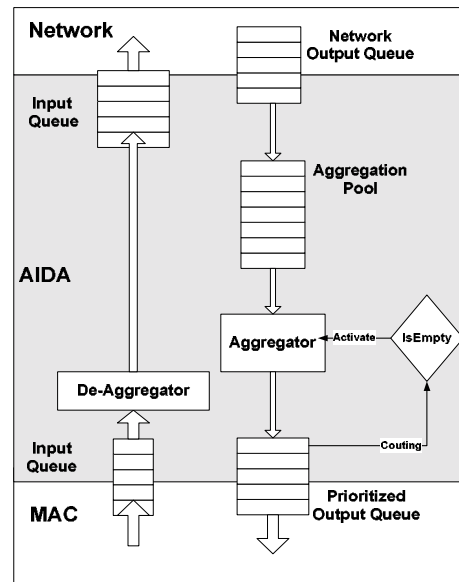 Network
Network
Output Queue
Input
Queue
Aggregation
Pool
AIDA
Aggregator
Activate
IsEmpty
De-Aggregator
Input
Queue
Couting
MAC
Prioritized
Output Queue